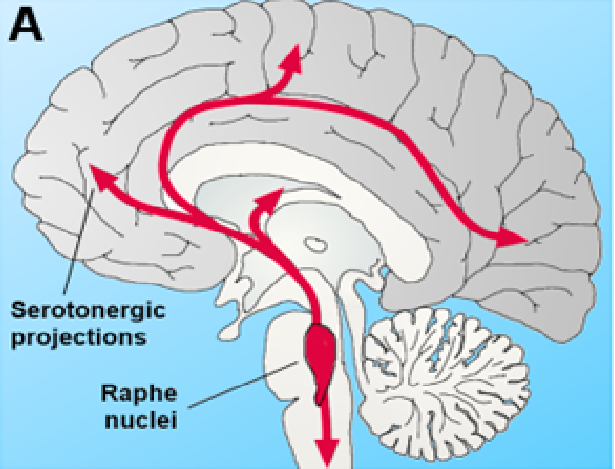 A
Serotonergic
projections
Raphe
nuclei